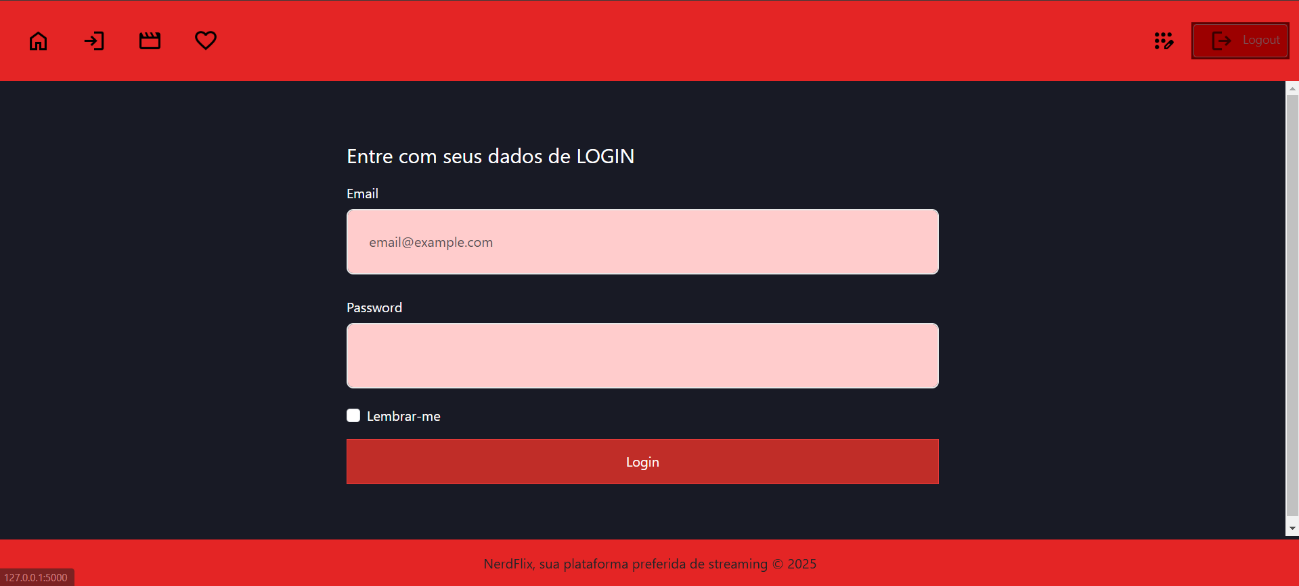 Logout
Entre com seus dados de LOGIN
Email
email@example.com
Password
Lembrar-me
Login
NerdFlix, sua plataforma preferida de streaming © 2025
127.0.0.1:5000